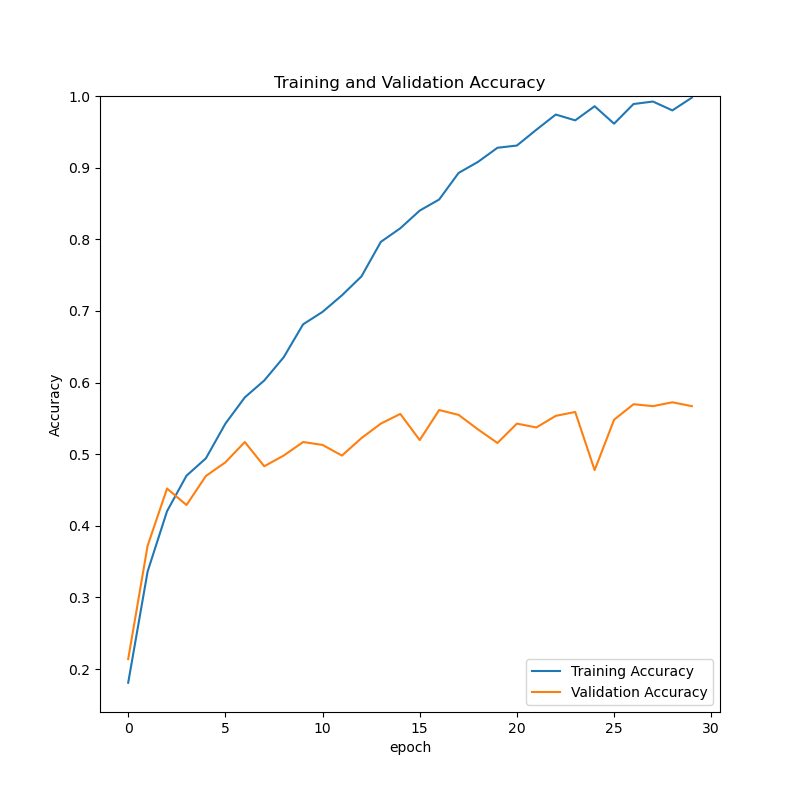 Training and Validation Accuracy
1.0
0.9
0.8
0.7
0.6
0.5
0.4
0.3
0.2
Accuracy
0 5 10 15 20 25 30
epoch
Training Accuracy
Validation Accuracy